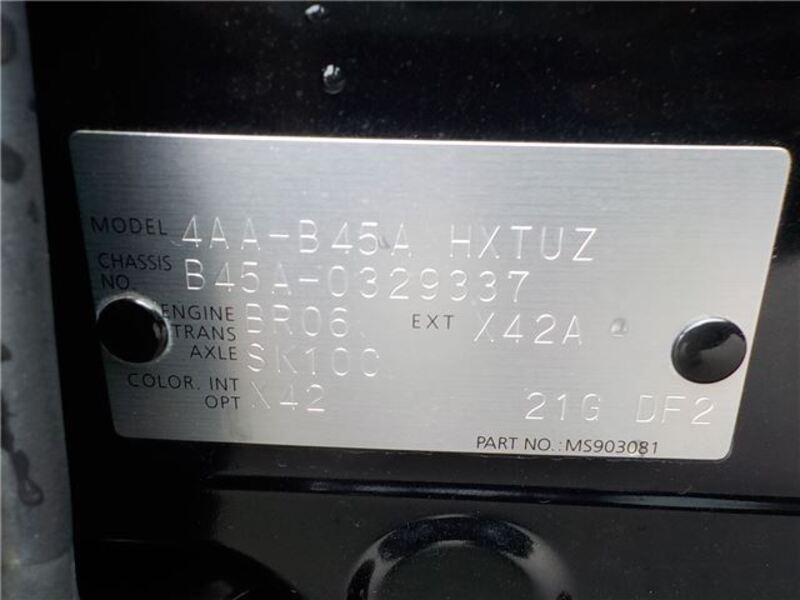 MODEL 4AA-B45A HXTUZ
CHASSIS NO. B45A-0329337
ENGINE BR06 EXT X42A
TRANS AXLE SK10C
COLOR. INT OPT X42 21G DF2
PART NO.:MS903081